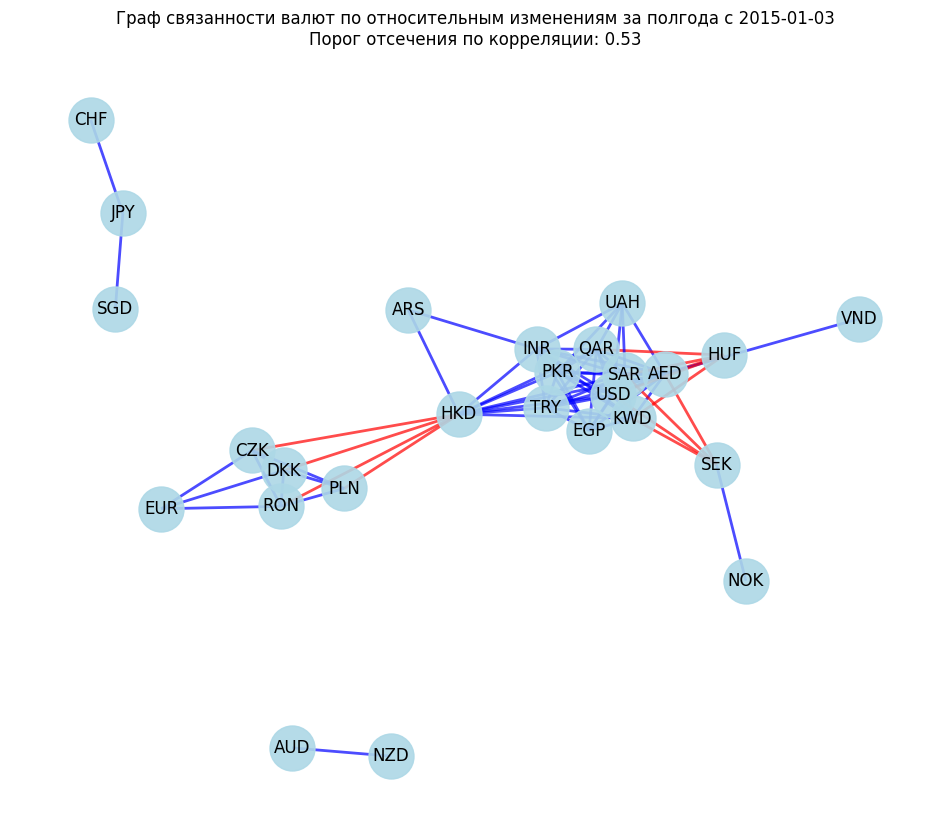 Граф связанности валют по относительным изменениям за полгода с 2015-01-03
Порог отсечения по корреляции: 0.53
CHF
JPY
SGD
ARS
UAH
VND
INR
QAR
HUF
PKR
SAR
AED
USD
TRY
HKD
KWD
EGP
CZK
DKK
SEK
PLN
RON
EUR
NOK
AUD
NZD